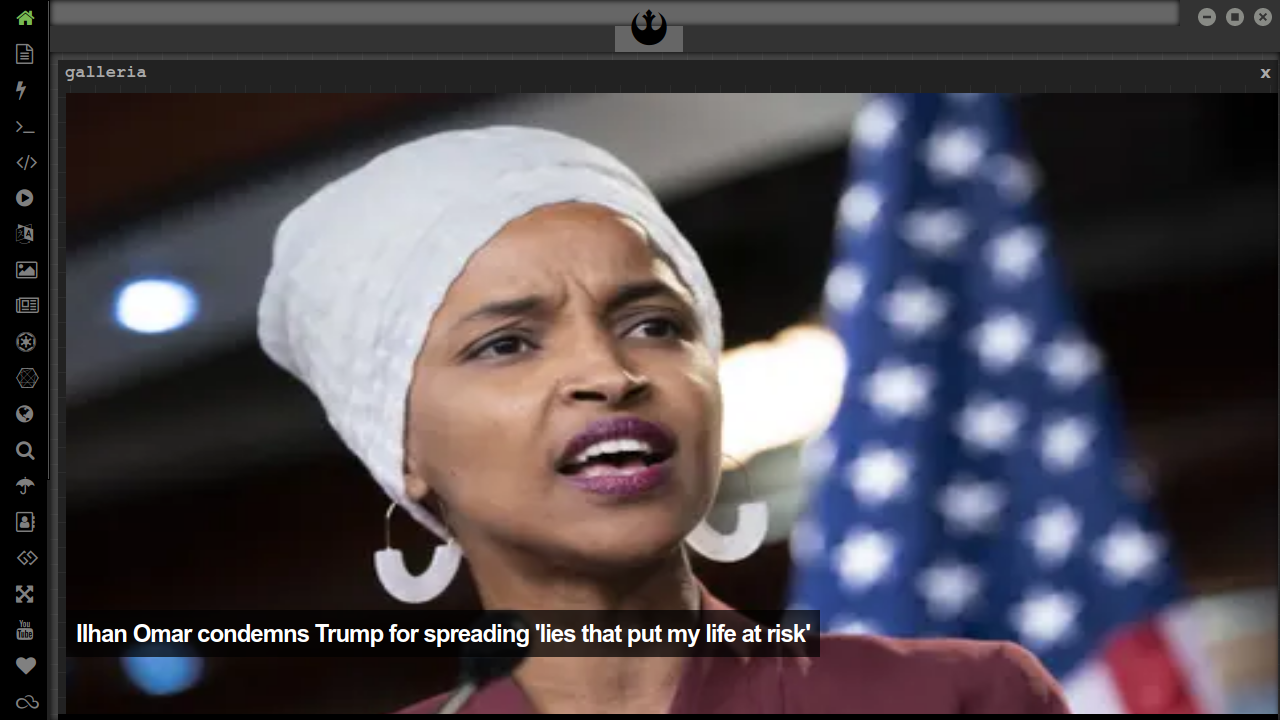 galleria
x
Ilhan Omar condemns Trump for spreading 'lies that put my life at risk'
You
Tube